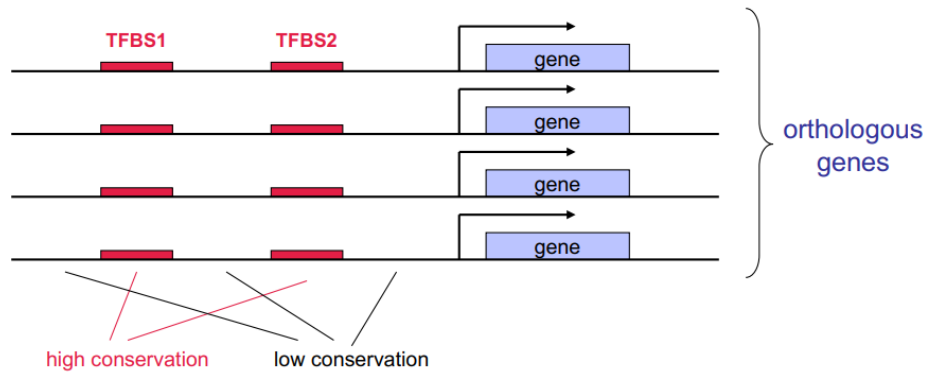 TFBS1 TFBS2
gene
gene
gene
gene
orthologous
genes
high conservation low conservation